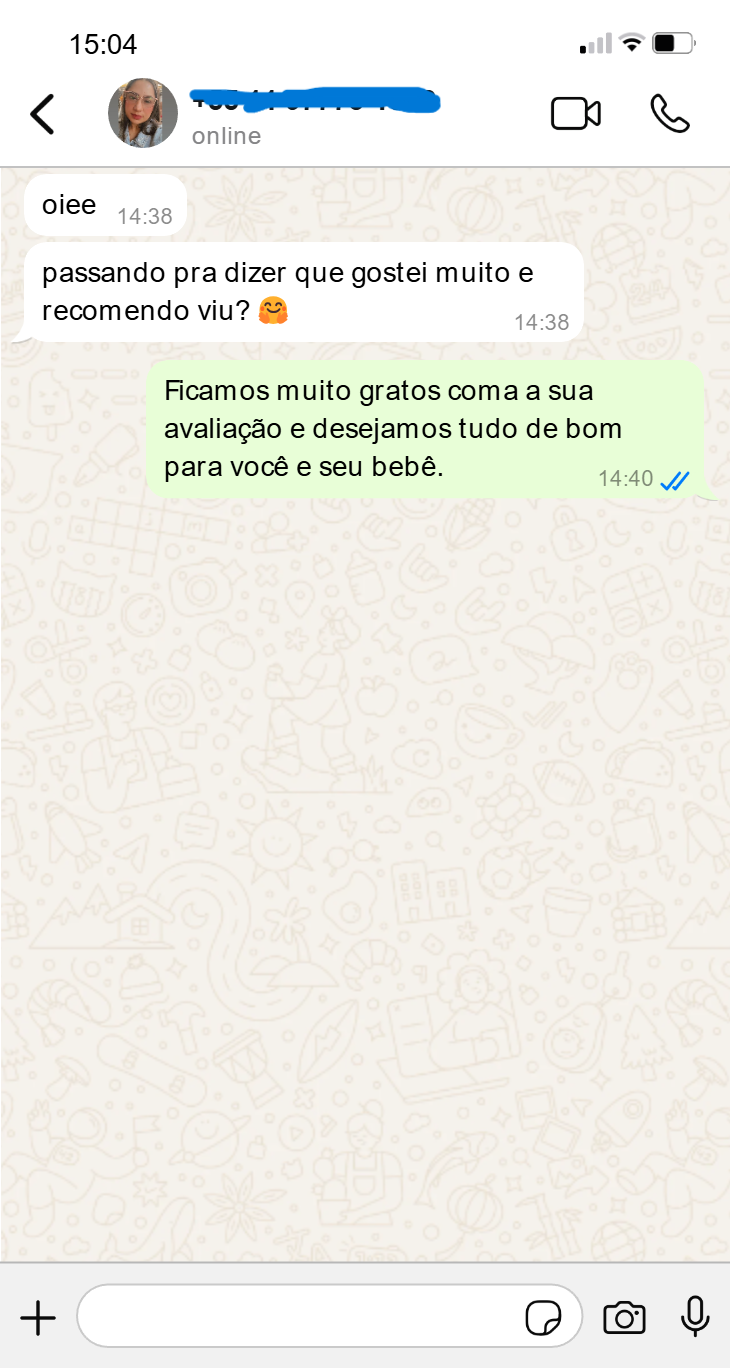 15:04
online
oiee 14:38
passando pra dizer que gostei muito e
recomendo viu? 🤗
14:38
Ficamos muito gratos coma a sua
avaliação e desejamos tudo de bom
para você e seu bebê.
14:40